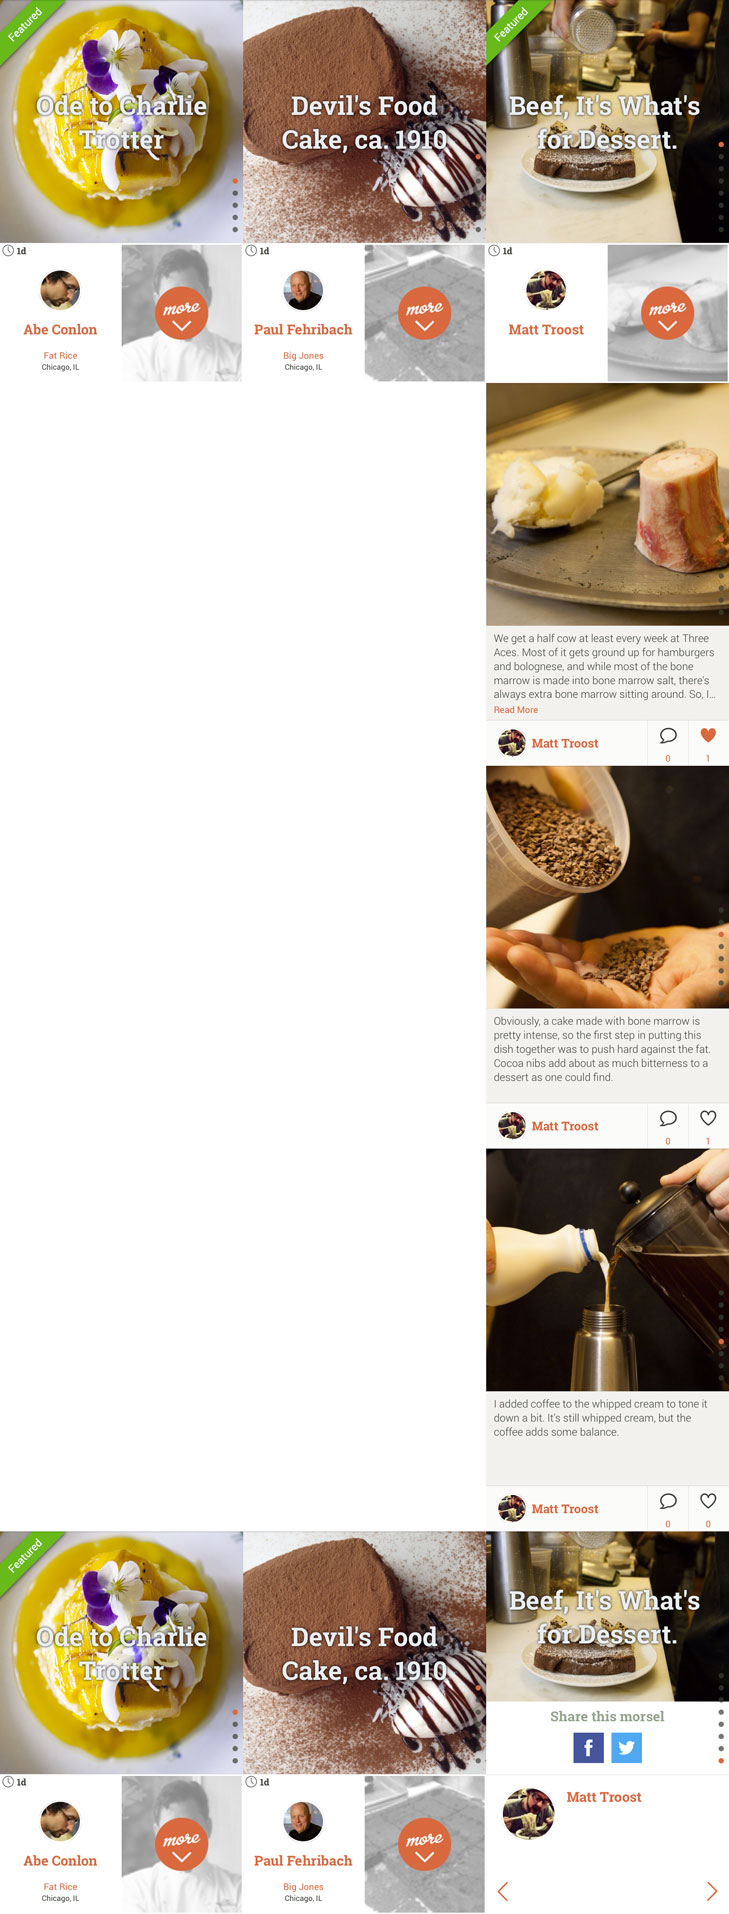 Featured
Ode to Charlie
Trotter
Devil's Food
Cake, ca. 1910
Featured
Beef, It's What's
for Dessert.
1d
Abe Conlon
Fat Rice
Chicago, IL
more
1d
Paul Fehribach
Big Jones
Chicago, IL
more
1d
Matt Troost
more
We get a half cow at least every week at Three
Aces. Most of it gets ground up for hamburgers
and bolognese, and while most of the bone
marrow is made into bone marrow salt, there's
always extra bone marrow sitting around. So, I...
Read More
Matt Troost
0
1
Obviously, a cake made with bone marrow is
pretty intense, so the first step in putting this
dish together was to push hard against the fat.
Cocoa nibs add about as much bitterness to a
dessert as one could find.
Matt Troost
0
1
I added coffee to the whipped cream to tone it
down a bit. It's still whipped cream, but the
coffee adds some balance.
Matt Troost
0
0
Featured
Ode to Charlie
Trotter
Devil's Food
Cake, ca. 1910
Beef, It's What's
for Dessert.
Share this morsel
f
1d
Abe Conlon
Fat Rice
Chicago, IL
more
1d
Paul Fehribach
Big Jones
Chicago, IL
more
Matt Troost